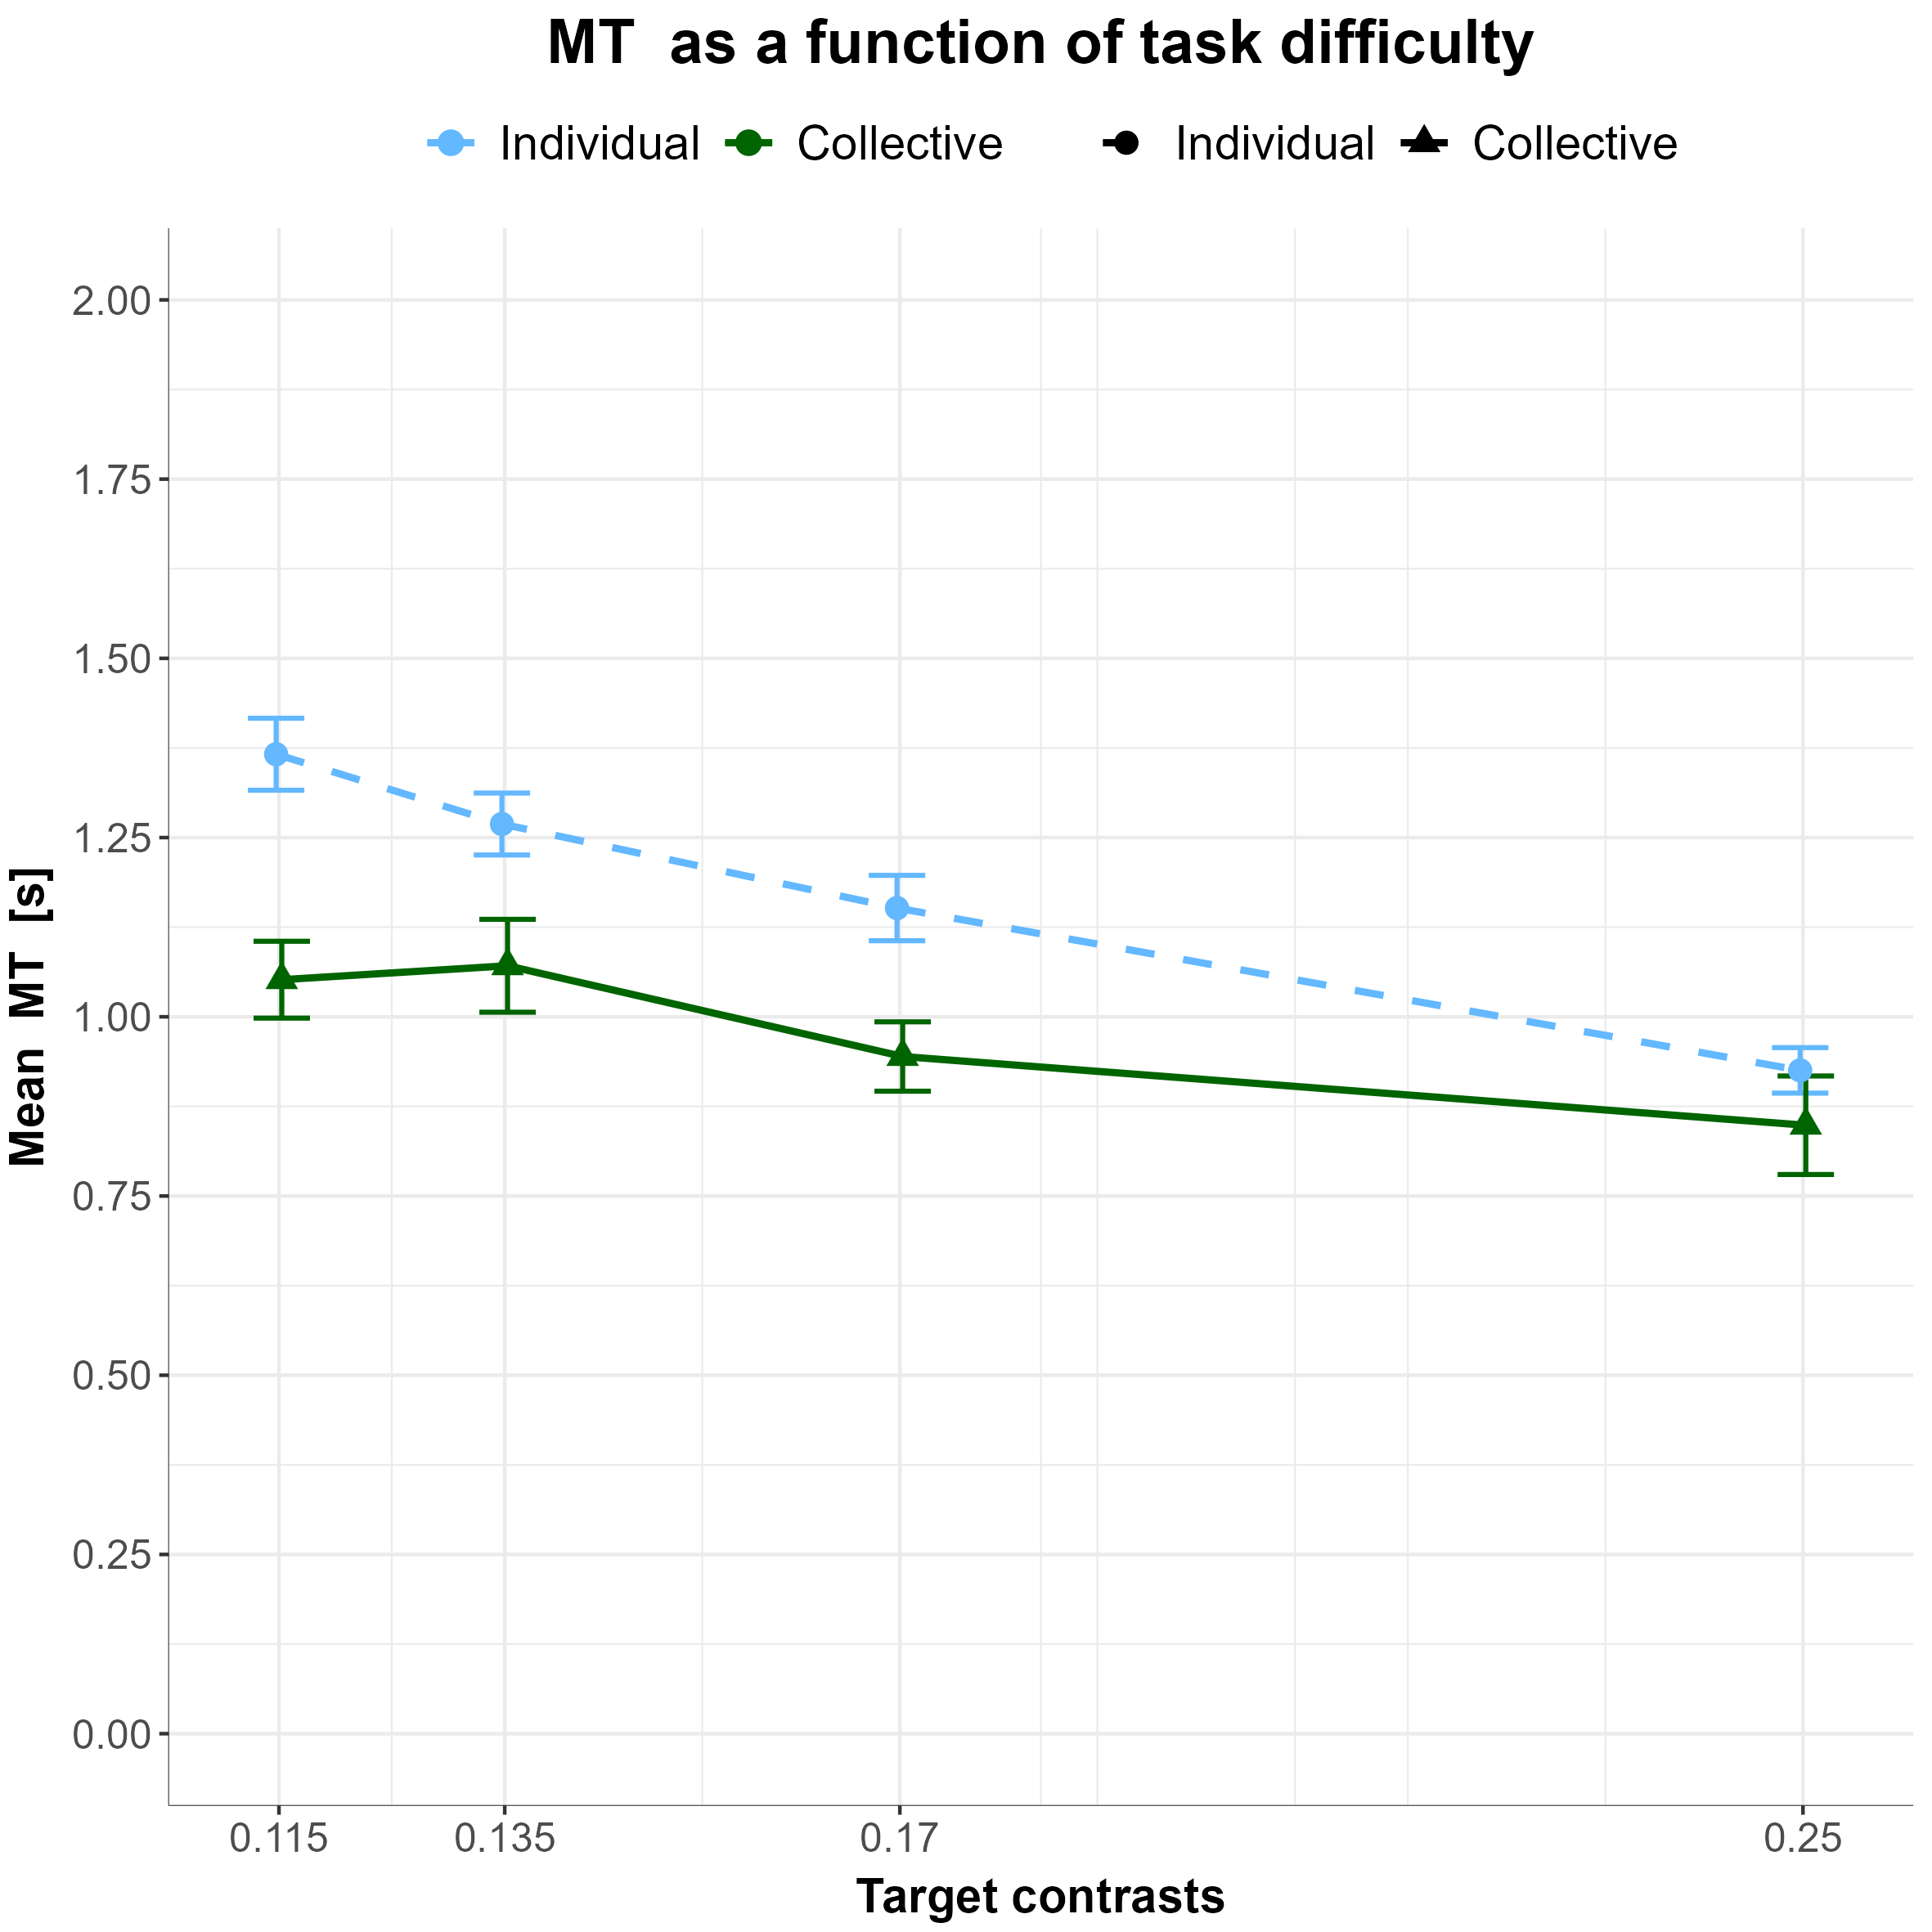 MT as a function of task difficulty
Individual Collective Individual Collective
2.00
1.75
1.50
1.25
1.00
0.75
0.50
0.25
0.00
Mean MT [s]
0.115 0.135 0.17 0.25
Target contrasts